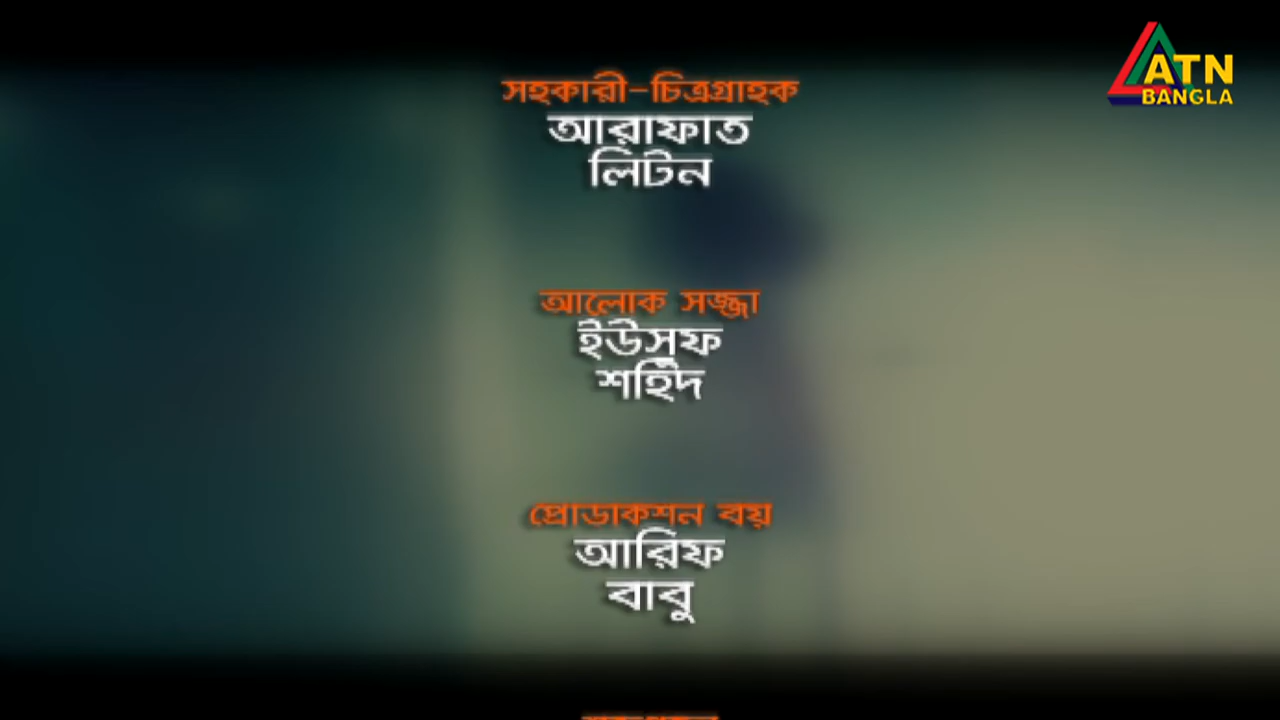 ATN
BANGLA
সহকারী-চিত্রগ্রাহক
আরাফাত
লিটন
আলোক সজ্জা
ইউসুফ
শহিদ
প্রোডাকশন বয়
আরিফ
বাবু